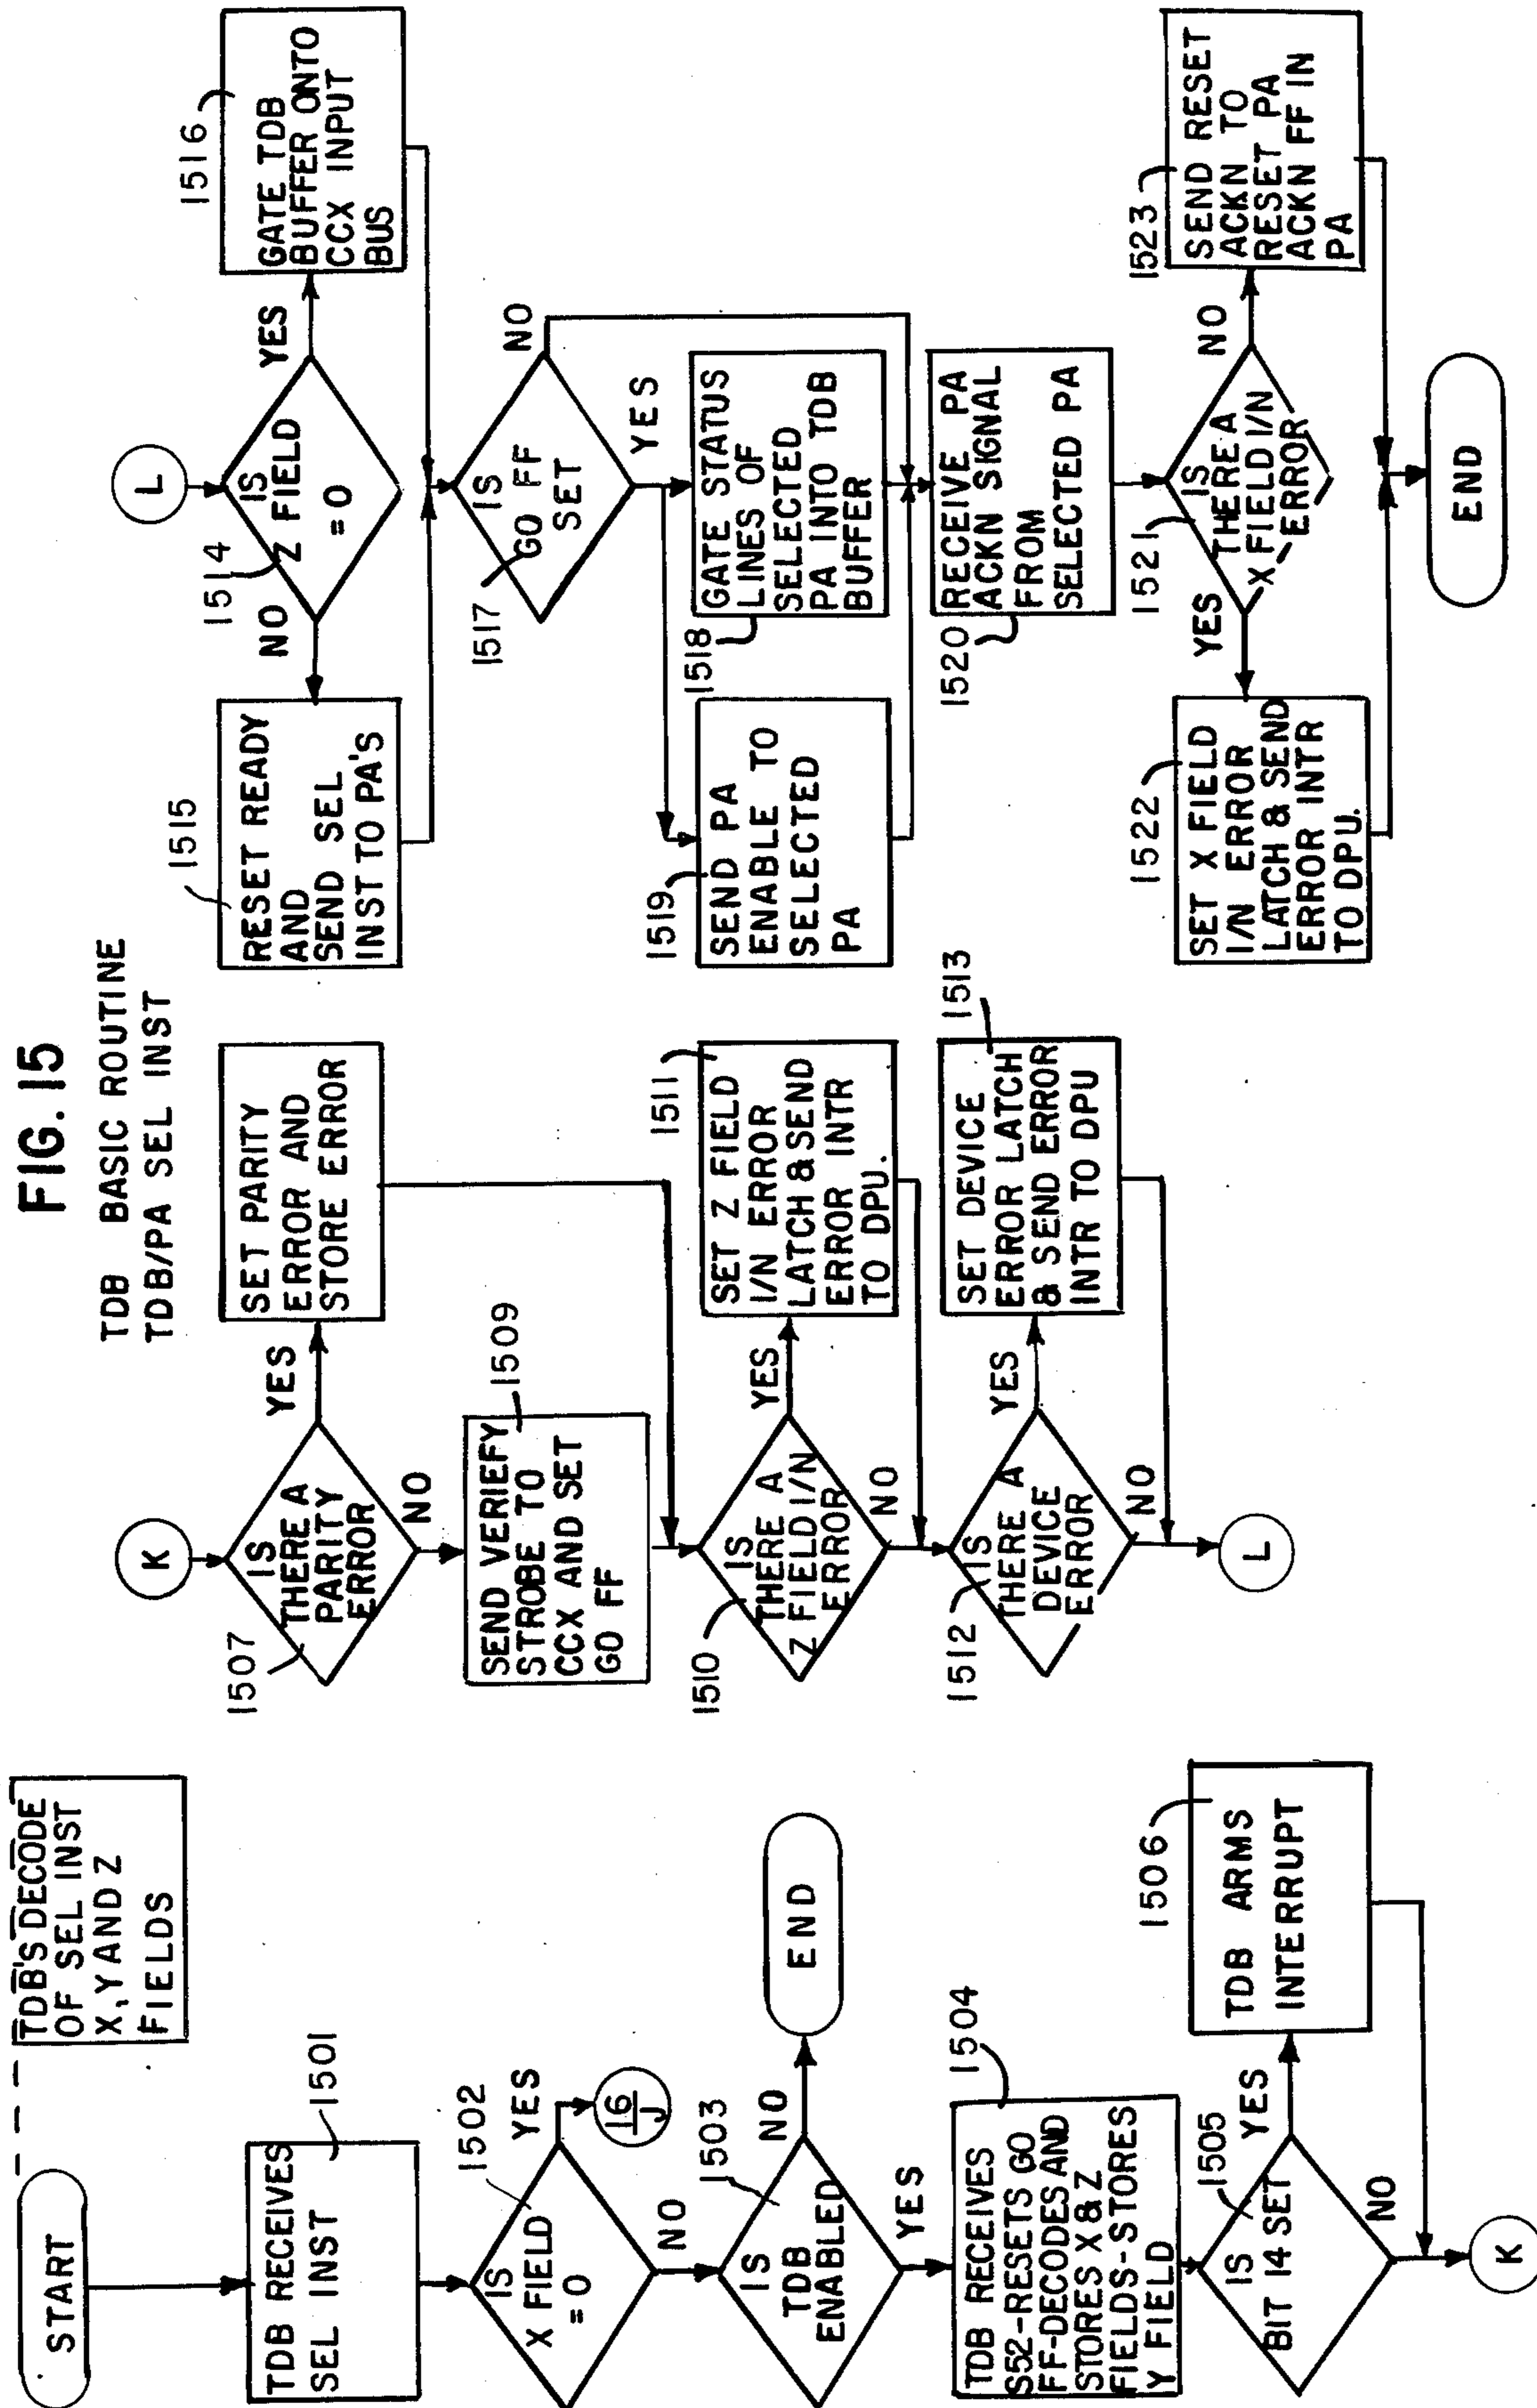 FIG. 15
TDB BASIC ROUTINE
TDB/PA SEL INST
START
TDB'S DECODE
OF SEL INST
X, Y AND Z
FIELDS
1501
TDB RECEIVES
SEL INST
1502
IS
X FIELD
= 0
YES
16
J
NO
1503
IS
TDB
ENABLED
NO
END
YES
1504
TDB RECEIVES
S52-RESETS GO
FF-DECODES AND
STORES X & Z
FIELDS-STORES
Y FIELD
1505
IS
BIT 14 SET
YES
1506
TDB ARMS
INTERRUPT
NO
K
K
1507
IS
THERE A
PARITY
ERROR
YES
SET PARITY
ERROR AND
STORE ERROR
NO
1509
SEND VERIEFY
STROBE TO
CCX AND SET
GO FF
1510
IS
THERE A
Z FIELD I/N
ERROR
YES
1511
SET Z FIELD
I/N ERROR
LATCH & SEND
ERROR INTR
TO DPU.
NO
1512
IS
THERE A
DEVICE
ERROR
YES
1513
SET DEVICE
ERROR LATCH
& SEND ERROR
INTR TO DPU
NO
L
L
1514
IS
Z FIELD
= 0
NO
YES
1515
RESET READY
AND
SEND SEL
INST TO PA'S
1516
GATE TDB
BUFFER ONTO
CCX INPUT
BUS
1517
IS
GO FF
SET
NO
YES
1518
GATE STATUS
LINES OF
SELECTED
PA INTO TDB
BUFFER
1519
SEND PA
ENABLE TO
SELECTED
PA
1520
RECEIVE PA
ACKN SIGNAL
FROM
SELECTED PA
1521
IS
THERE A
X FIELD I/N
ERROR
YES
NO
1522
SET X FIELD
I/N ERROR
LATCH & SEND
ERROR INTR
TO DPU.
1523
SEND RESET
ACKN TO
RESET PA
ACKN FF IN
PA
END